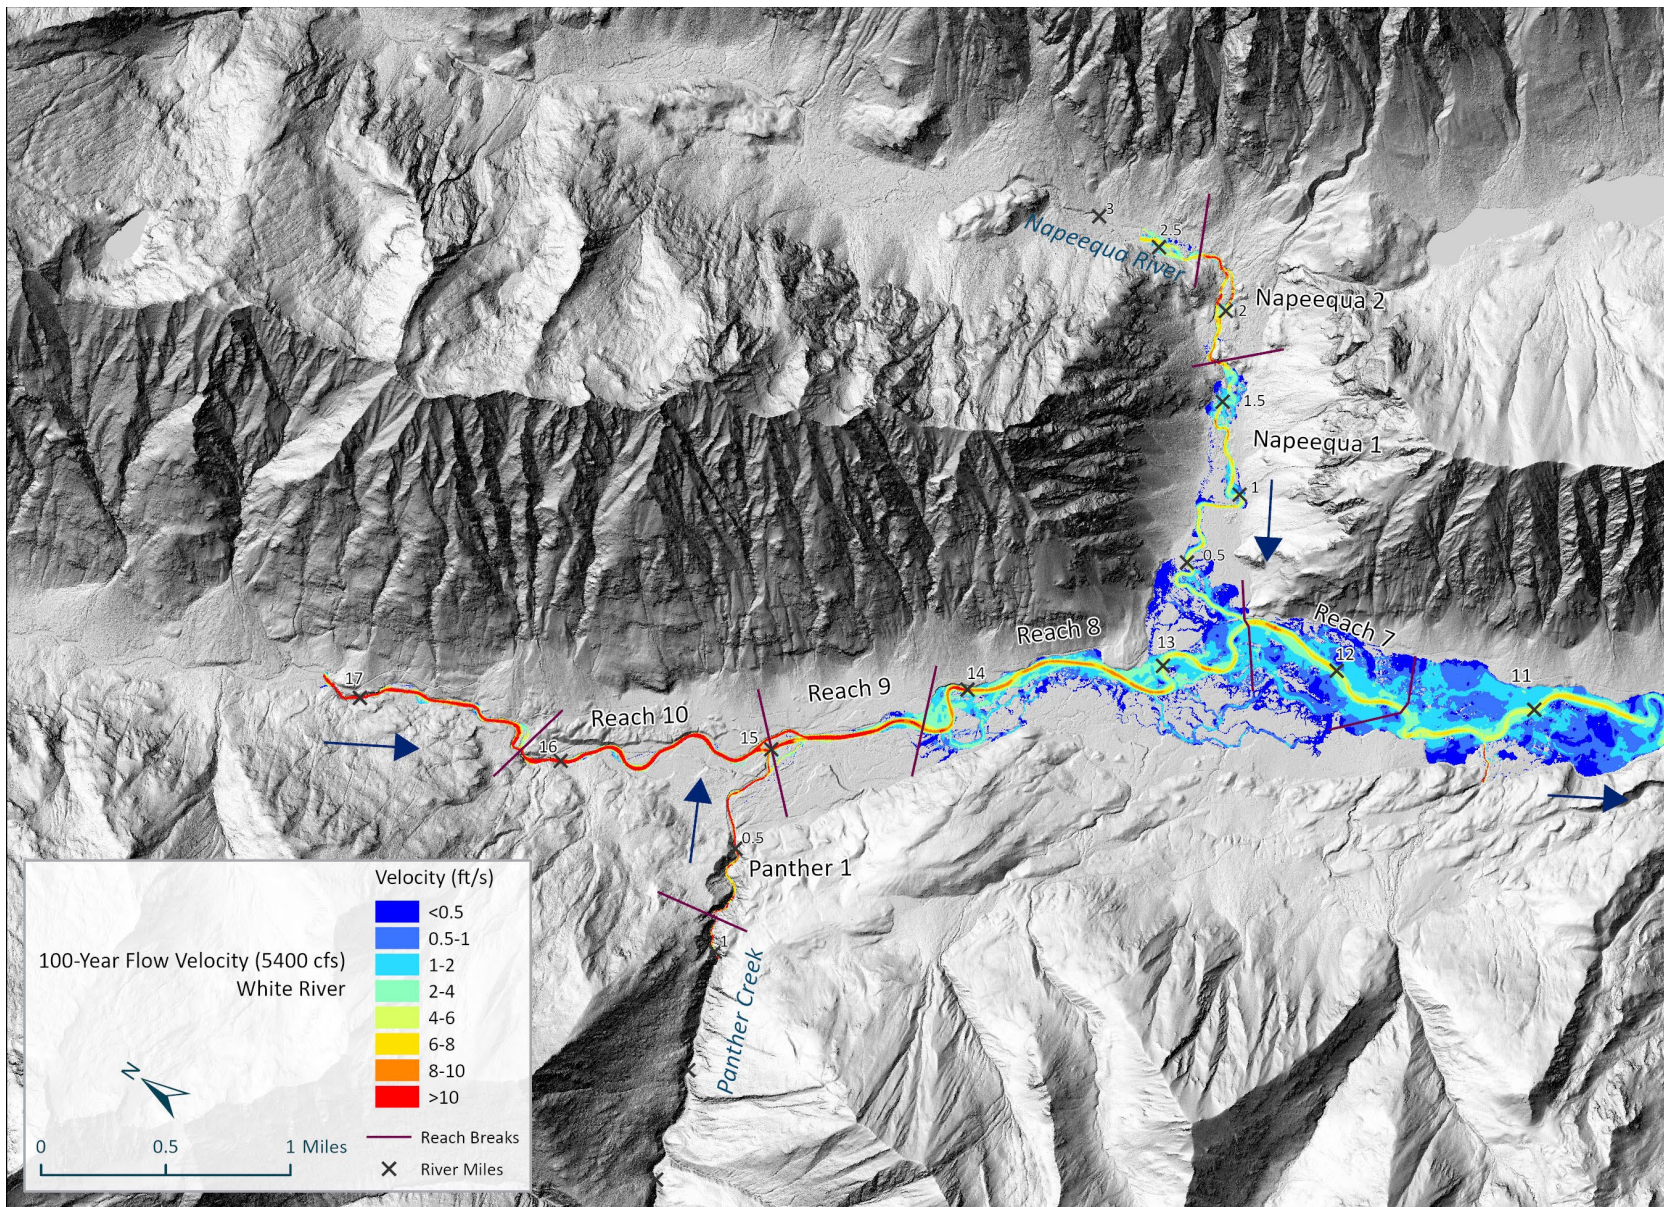 3
2.5
Napeequa River
Napeequa 2
2
1.5
Napeequa 1
1
0.5
Reach 7
Reach 8
13
12
11
14
17
Reach 9
Reach 10
15
16
0.5
Panther 1
1
Panther Creek
Velocity (ft/s)
<0.5
0.5-1
1-2
2-4
4-6
6-8
8-10
>10
100-Year Flow Velocity (5400 cfs)
White River
N
0 0.5 1 Miles
Reach Breaks
River Miles